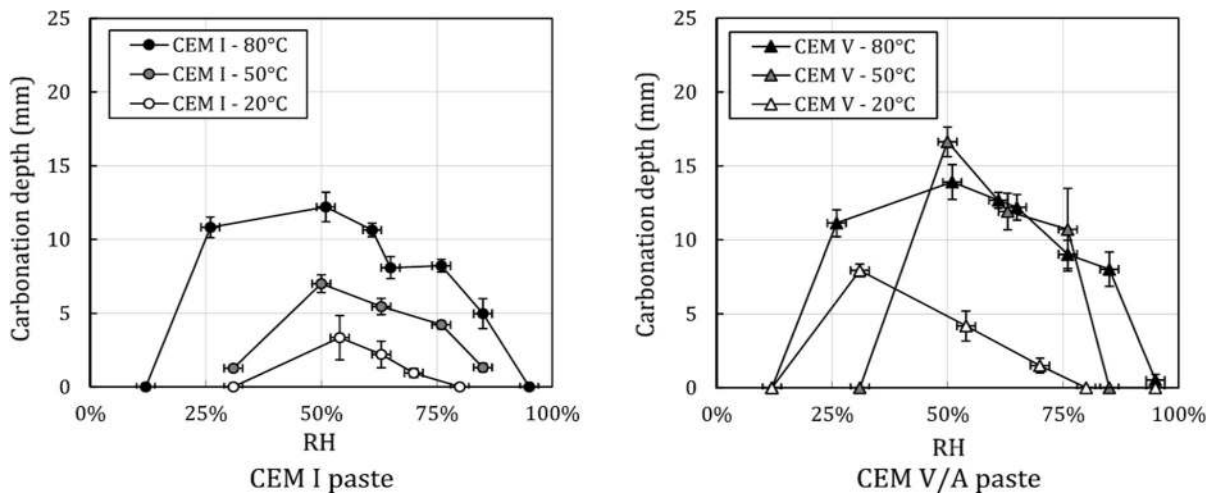 25
20
15
10
5
0
Carbonation depth (mm)
CEM I - 80°C
CEM I - 50°C
CEM I - 20°C
0% 25% 50% 75% 100%
RH
CEM I paste
25
20
15
10
5
0
Carbonation depth (mm)
CEM V - 80°C
CEM V - 50°C
CEM V - 20°C
0% 25% 50% 75% 100%
RH
CEM V/A paste